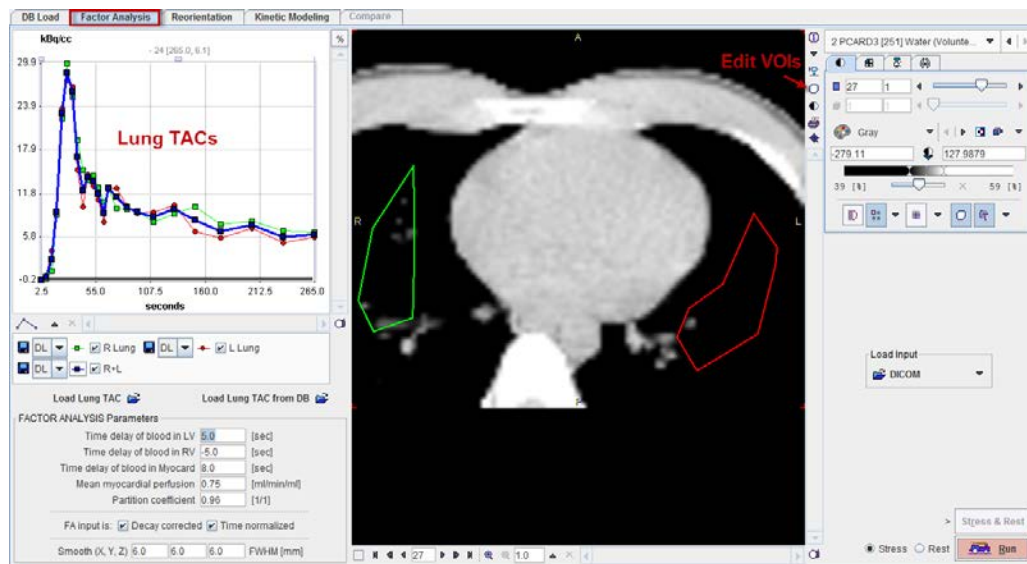 DB Load Factor Analysis Reorientation Kinetic Modeling Compare
kBq/cc
- 24 [265.0, 6.1]
%
29.9
23.9
17.9
11.8
5.8
-0.2
Lung TACs
2.5 55.0 107.5 160.0 212.5 265.0
seconds
DL R Lung DL L Lung
DL R+L
Load Lung TAC Load Lung TAC from DB
FACTOR ANALYSIS Parameters
Time delay of blood in LV 5.0 [sec]
Time delay of blood in RV -5.0 [sec]
Time delay of blood in Myocard 8.0 [sec]
Mean myocardial perfusion 0.75 [ml/min/ml]
Partition coefficient 0.96 [1/1]
FA input is: Decay corrected Time normalized
Smooth (X, Y, Z) 6.0 6.0 6.0 FWHM [mm]
A
Edit VOIs
R
L
27 1.0
2 PCARD3 [251] Water (Volunte...
27 1
1 1
Gray
-279.11 127.9879
39 [%] 59 [%]
Load Input
DICOM
> Stress & Rest
Stress Rest Run